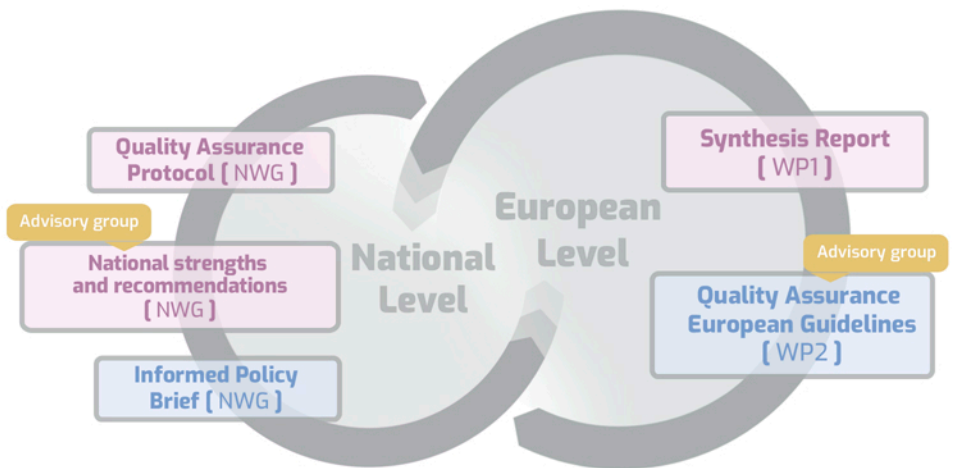 Quality Assurance
Protocol [ NWG ]
Advisory group
National strengths
and recommendations
[ NWG ]
Informed Policy
Brief [ NWG ]
National
Level
European
Level
Synthesis Report
[ WP1 ]
Advisory group
Quality Assurance
European Guidelines
[ WP2 ]